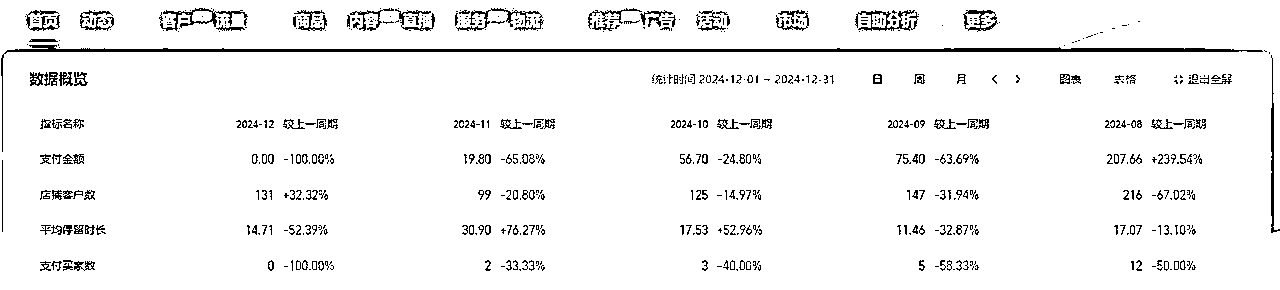 首页 动态 客户 流量 商品 内容 直播 服务 物流 推荐 广告 活动 市场 自助分析 更多
数据概览 统计时间 2024-12-01 ~ 2024-12-31 日 周 月 < > 图表 表格 退出全屏
指标名称 2024-12 较上一周期 2024-11 较上一周期 2024-10 较上一周期 2024-09 较上一周期 2024-08 较上一周期
支付金额 0.00 -100.00% 19.80 -65.08% 56.70 -24.80% 75.40 -63.69% 207.66 +239.54%
店铺客户数 131 +32.32% 99 -20.80% 125 -14.97% 147 -31.94% 216 -67.02%
平均停留时长 14.71 -52.39% 30.90 +76.27% 17.53 +52.96% 11.46 -32.87% 17.07 -13.10%
支付买家数 0 -100.00% 2 -33.33% 3 -40.00% 5 -58.33% 12 -50.00%